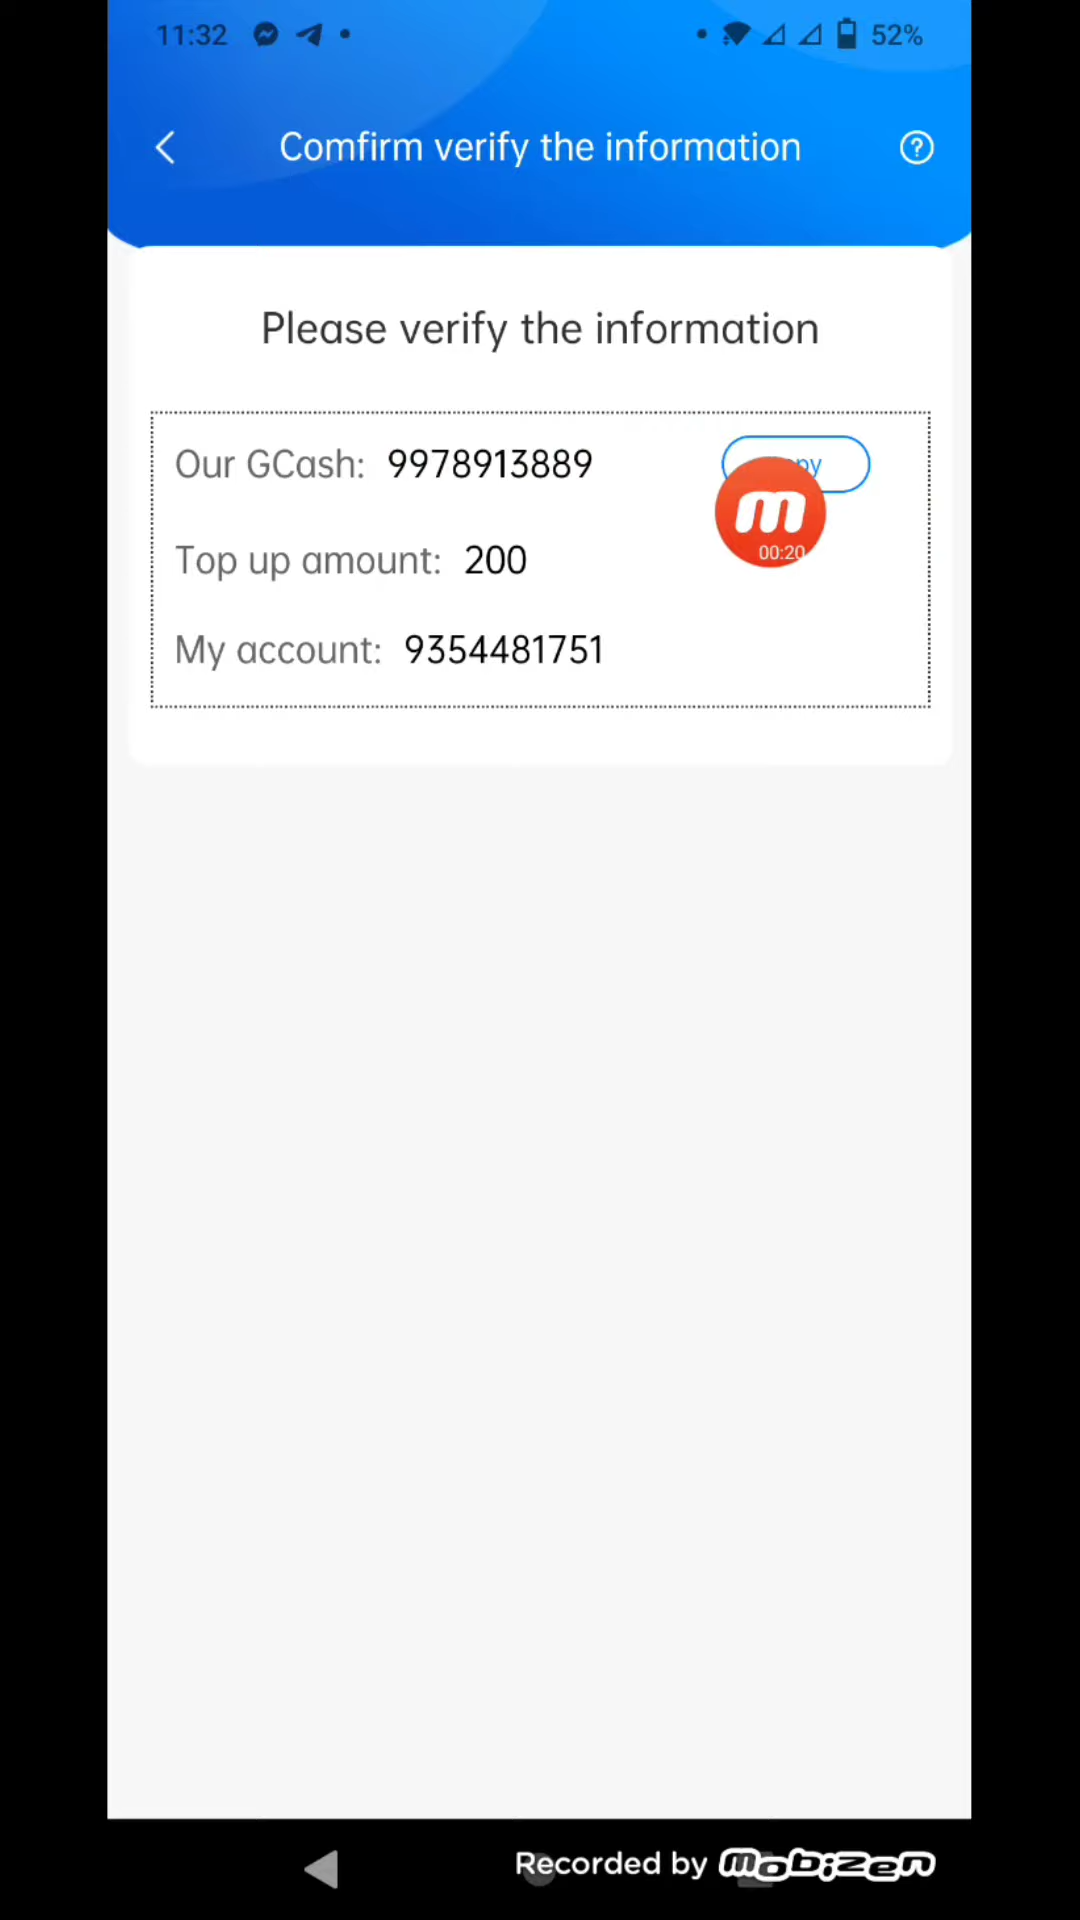 11:32
52%
Comfirm verify the information
Please verify the information
Our GCash: 9978913889
m
00:20
Top up amount: 200
My account: 9354481751
Recorded by mobizen